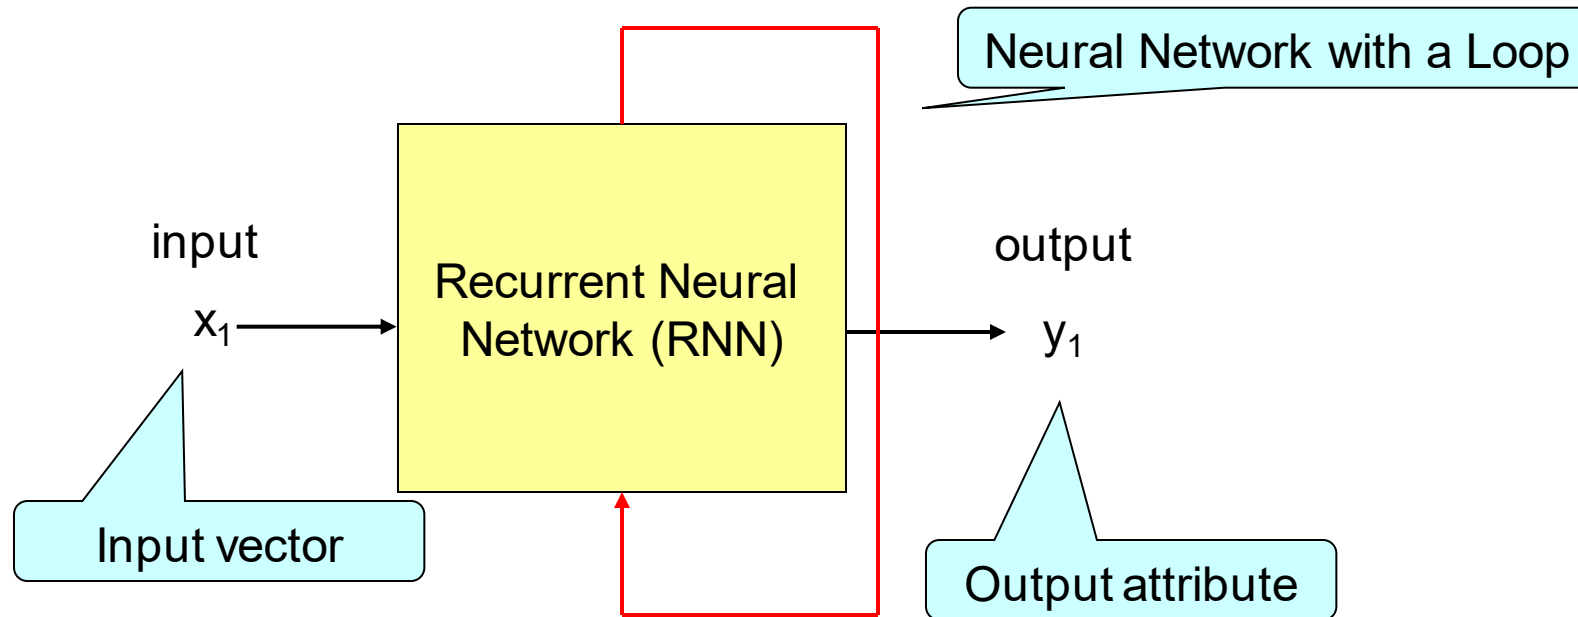 Neural Network with a Loop
input
output
Recurrent Neural
Network (RNN)
x₁
y₁
Input vector
Output attribute